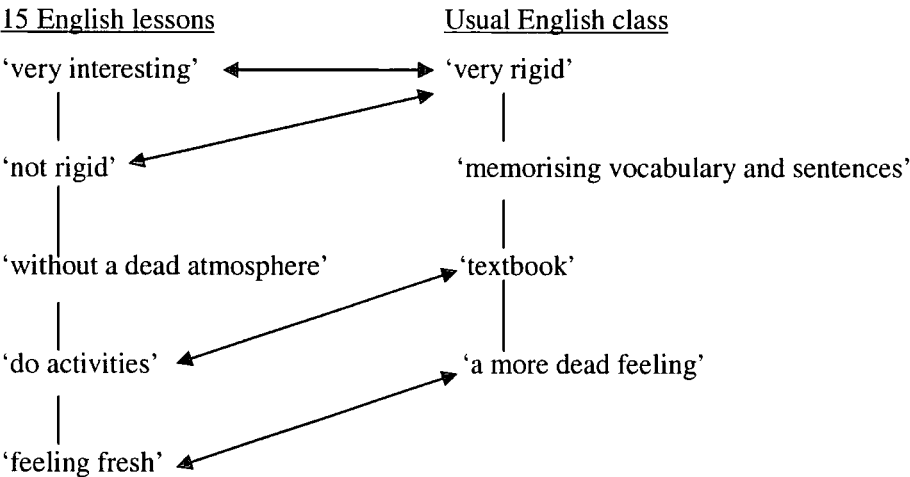 15 English lessons
Usual English class
‘very interesting’
‘very rigid’
‘not rigid’
‘memorising vocabulary and sentences’
‘without a dead atmosphere’
‘textbook’
‘do activities’
‘a more dead feeling’
‘feeling fresh’